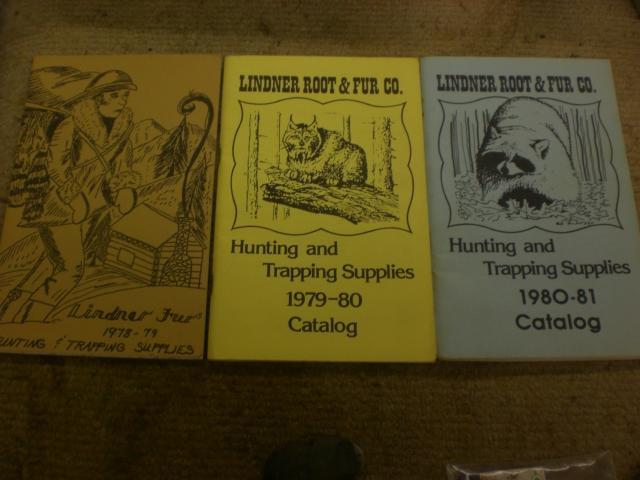 Lindner Furs
1978-79
HUNTING & TRAPPING SUPPLIES
LINDNER ROOT & FUR CO.
Hunting and
Trapping Supplies
1979-80
Catalog
LINDNER ROOT & FUR CO.
Hunting and
Trapping Supplies
1980-81
Catalog